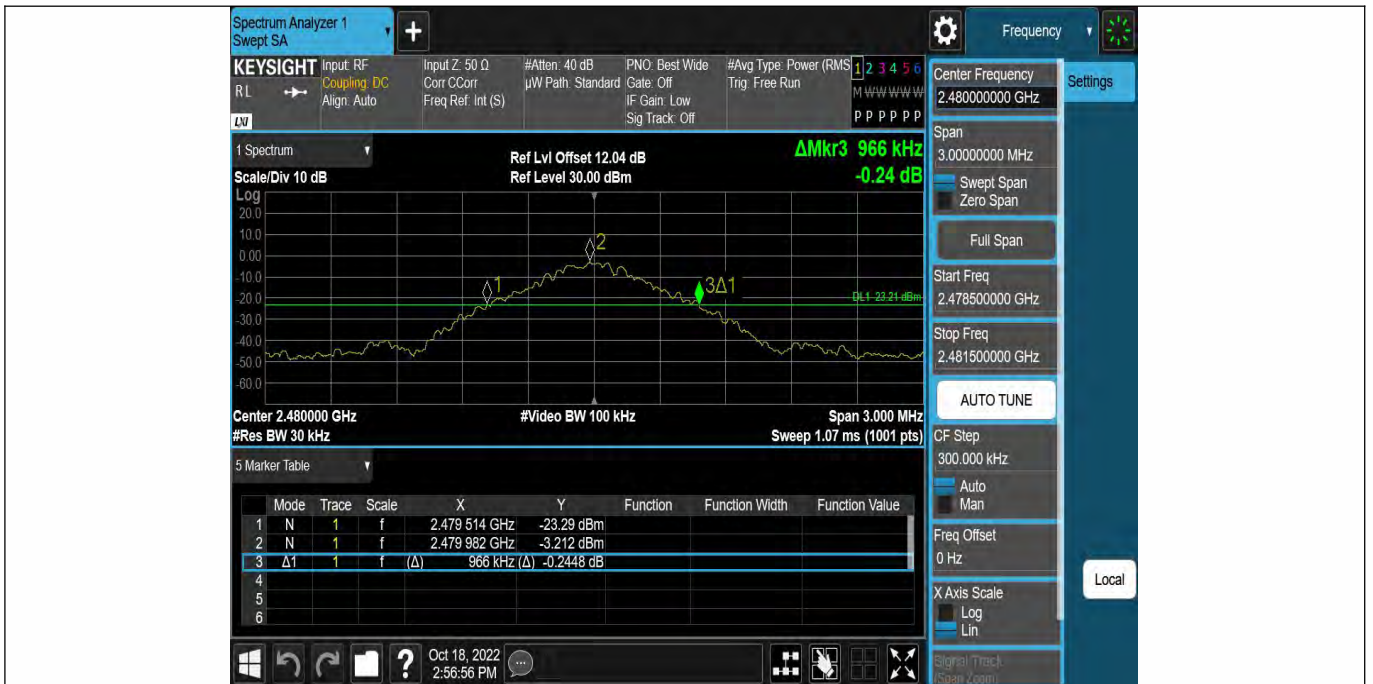 Spectrum Analyzer 1
Swept SA
+
Frequency
KEYSIGHT
RL
LXI
Input: RF
Coupling: DC
Align: Auto
Input Z: 50 Ω
Corr CCorr
Freq Ref: Int (S)
#Atten: 40 dB
µW Path: Standard
PNO: Best Wide
Gate: Off
IF Gain: Low
Sig Track: Off
#Avg Type: Power (RMS
Trig: Free Run
1 2 3 4 5 6
M W W W W W
P P P P P P
1 Spectrum
Scale/Div 10 dB
Ref Lvl Offset 12.04 dB
Ref Level 30.00 dBm
ΔMkr3 966 kHz
-0.24 dB
Log
20.0
10.0
0.00
-10.0
-20.0
-30.0
-40.0
-50.0
-60.0
1
2
3Δ1
DL1 -23.21 dBm
Center 2.480000 GHz
#Video BW 100 kHz
Span 3.000 MHz
#Res BW 30 kHz
Sweep 1.07 ms (1001 pts)
5 Marker Table
Mode Trace Scale X Y Function Function Width Function Value
1 N 1 f 2.479 514 GHz -23.29 dBm
2 N 1 f 2.479 982 GHz -3.212 dBm
3 Δ1 1 f (Δ) 966 kHz (Δ) -0.2448 dB
4
5
6
Center Frequency
2.480000000 GHz
Settings
Span
3.00000000 MHz
Swept Span
Zero Span
Full Span
Start Freq
2.478500000 GHz
Stop Freq
2.481500000 GHz
AUTO TUNE
CF Step
300.000 kHz
Auto
Man
Freq Offset
0 Hz
X Axis Scale
Log
Lin
Signal Track
(Span Zoom)
Local
?
Oct 18, 2022
2:56:56 PM